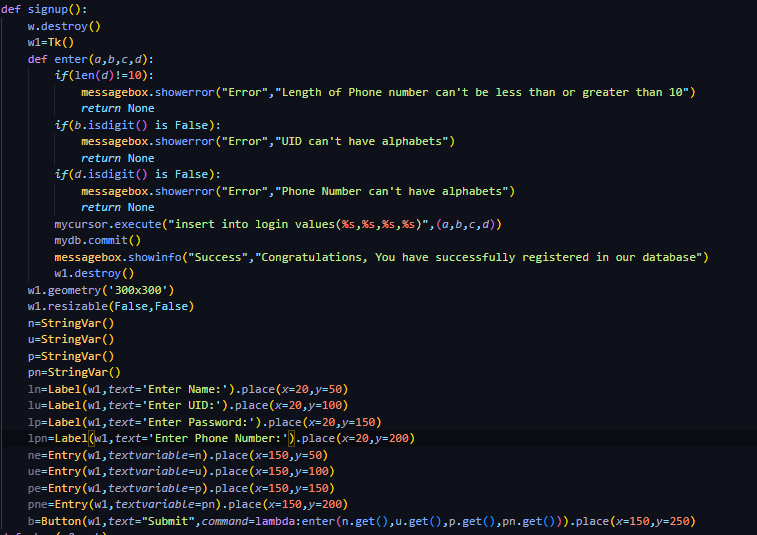 def signup():
    w.destroy()
    w1=Tk()
    def enter(a,b,c,d):
        if(len(d)!=10):
            messagebox.showerror("Error","Length of Phone number can't be less than or greater than 10")
            return None
        if(b.isdigit() is False):
            messagebox.showerror("Error","UID can't have alphabets")
            return None
        if(d.isdigit() is False):
            messagebox.showerror("Error","Phone Number can't have alphabets")
            return None
        mycursor.execute("insert into login values(%s,%s,%s,%s)",(a,b,c,d))
        mydb.commit()
        messagebox.showinfo("Success","Congratulations, You have successfully registered in our database")
        w1.destroy()
    w1.geometry('300x300')
    w1.resizable(False,False)
    n=StringVar()
    u=StringVar()
    p=StringVar()
    pn=StringVar()
    ln=Label(w1,text='Enter Name:').place(x=20,y=50)
    lu=Label(w1,text='Enter UID:').place(x=20,y=100)
    lp=Label(w1,text='Enter Password:').place(x=20,y=150)
    lpn=Label(w1,text='Enter Phone Number:').place(x=20,y=200)
    ne=Entry(w1,textvariable=n).place(x=150,y=50)
    ue=Entry(w1,textvariable=u).place(x=150,y=100)
    pe=Entry(w1,textvariable=p).place(x=150,y=150)
    pne=Entry(w1,textvariable=pn).place(x=150,y=200)
    b=Button(w1,text="Submit",command=lambda:enter(n.get(),u.get(),p.get(),pn.get())).place(x=150,y=250)